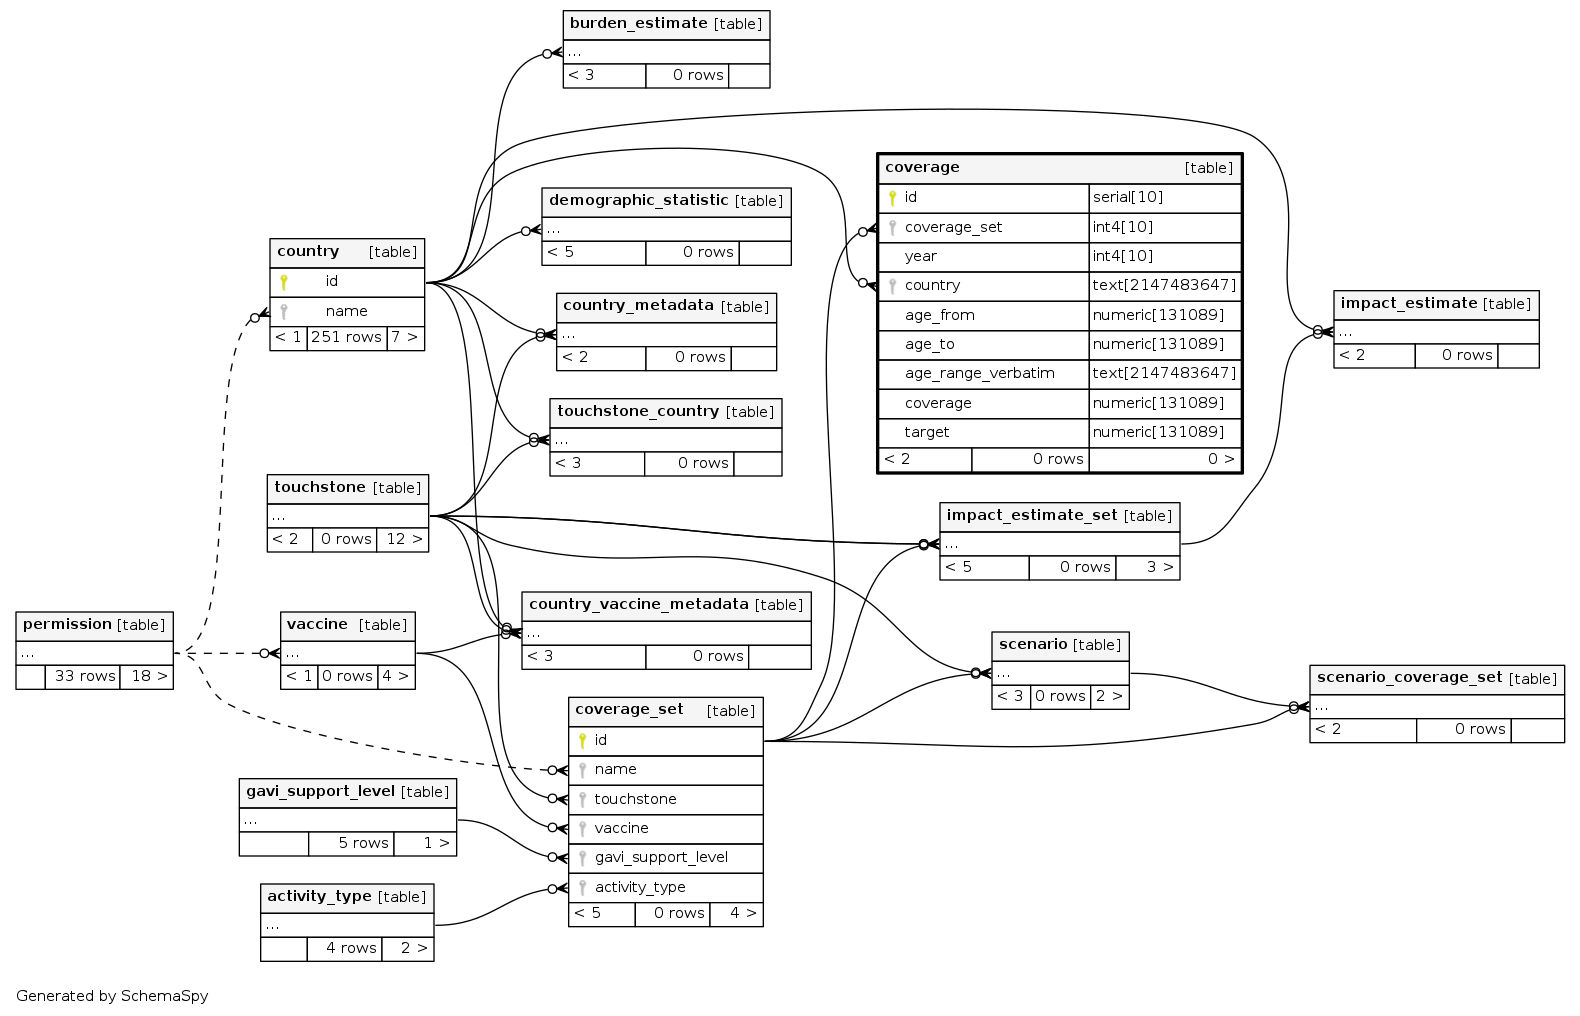 burden_estimate [table]
...
< 3 0 rows
coverage [table]
id serial[10]
coverage_set int4[10]
year int4[10]
country text[2147483647]
age_from numeric[131089]
age_to numeric[131089]
age_range_verbatim text[2147483647]
coverage numeric[131089]
target numeric[131089]
< 2 0 rows 0 >
demographic_statistic [table]
...
< 5 0 rows
country [table]
id
name
< 1 251 rows 7 >
country_metadata [table]
...
< 2 0 rows
impact_estimate [table]
...
< 2 0 rows
touchstone_country [table]
...
< 3 0 rows
touchstone [table]
...
< 2 0 rows 12 >
impact_estimate_set [table]
...
< 5 0 rows 3 >
country_vaccine_metadata [table]
...
< 3 0 rows
permission [table]
...
33 rows 18 >
vaccine [table]
...
< 1 0 rows 4 >
scenario [table]
...
< 3 0 rows 2 >
scenario_coverage_set [table]
...
< 2 0 rows
coverage_set [table]
id
name
touchstone
vaccine
gavi_support_level
activity_type
< 5 0 rows 4 >
gavi_support_level [table]
...
5 rows 1 >
activity_type [table]
...
4 rows 2 >
Generated by SchemaSpy